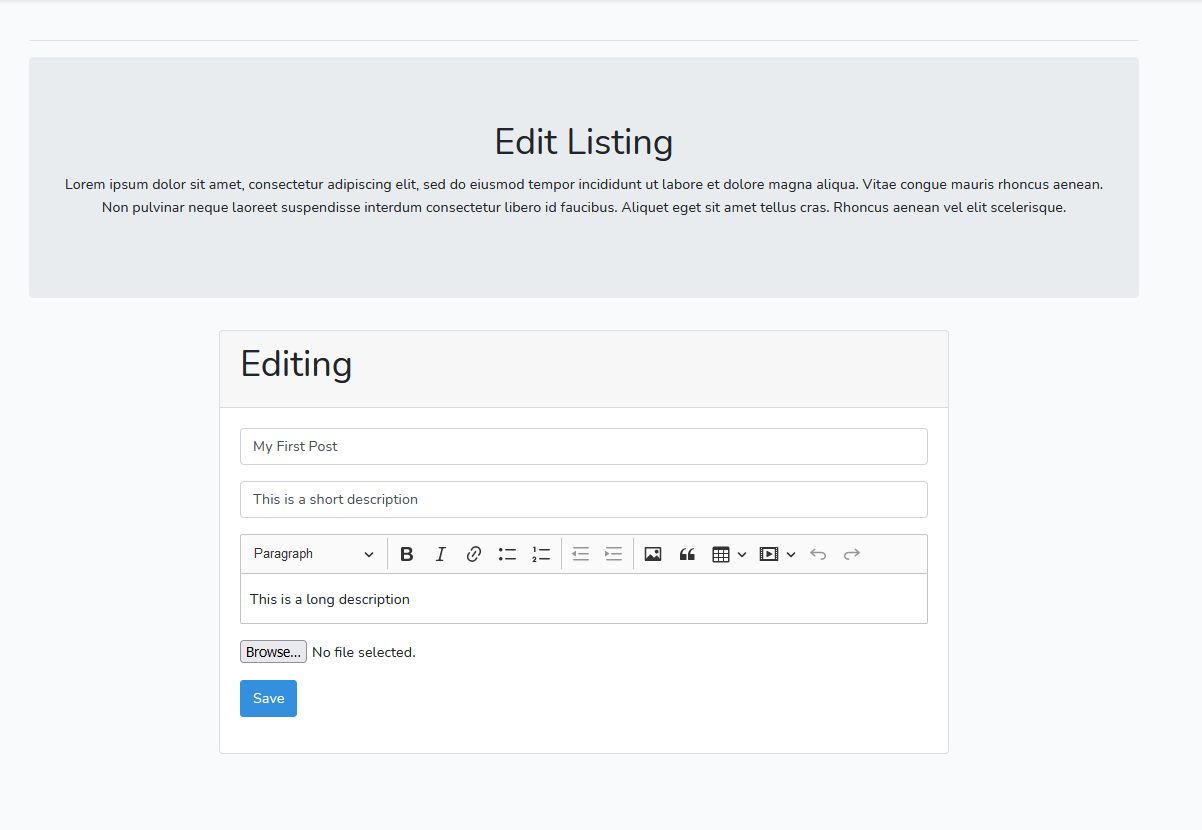 Edit Listing
Lorem ipsum dolor sit amet, consectetur adipiscing elit, sed do eiusmod tempor incididunt ut labore et dolore magna aliqua. Vitae congue mauris rhoncus aenean.
Non pulvinar neque laoreet suspendisse interdum consectetur libero id faucibus. Aliquet eget sit amet tellus cras. Rhoncus aenean vel elit scelerisque.
Editing
My First Post
This is a short description
Paragraph
This is a long description
Browse... No file selected.
Save